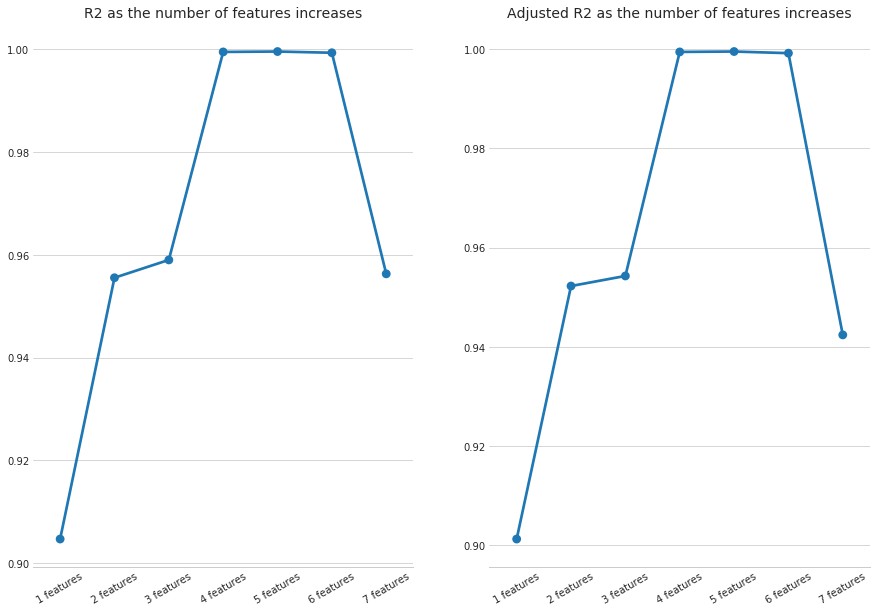 R2 as the number of features increases
1.00
0.98
0.96
0.94
0.92
0.90
1 features
2 features
3 features
4 features
5 features
6 features
7 features
Adjusted R2 as the number of features increases
1.00
0.98
0.96
0.94
0.92
0.90
1 features
2 features
3 features
4 features
5 features
6 features
7 features